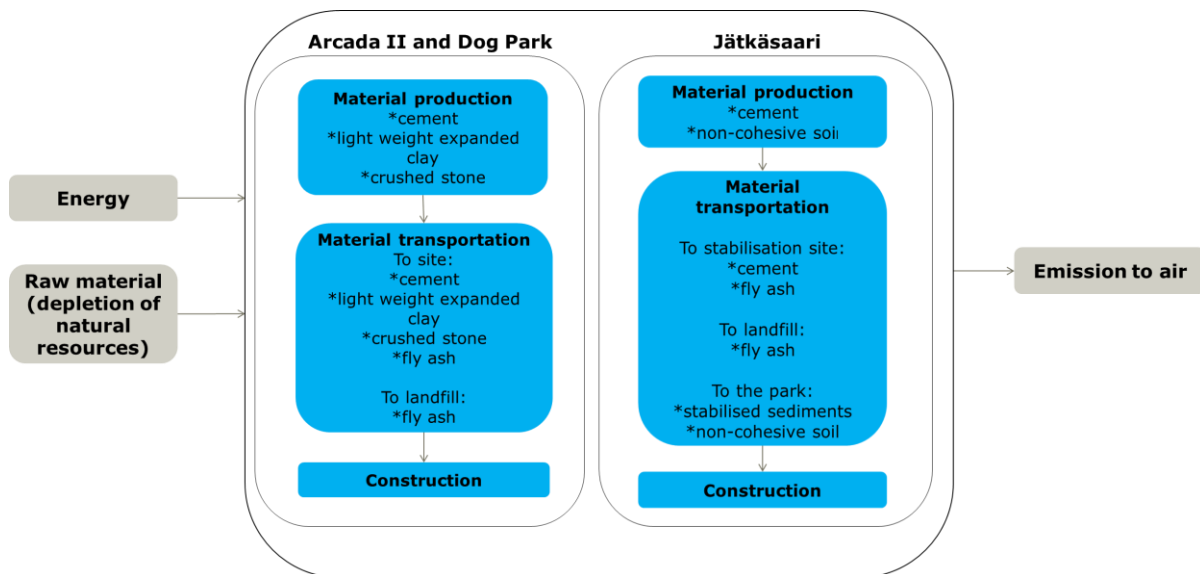 Arcada II and Dog Park
Material production
*cement
*light weight expanded
clay
*crushed stone
Material transportation
To site:
*cement
*light weight expanded
clay
*crushed stone
*fly ash
To landfill:
*fly ash
Construction
Jätkäsaari
Material production
*cement
*non-cohesive soil
Material
transportation
To stabilisation site:
*cement
*fly ash
To landfill:
*fly ash
To the park:
*stabilised sediments
*non-cohesive soil
Construction
Energy
Raw material
(depletion of
natural
resources)
Emission to air